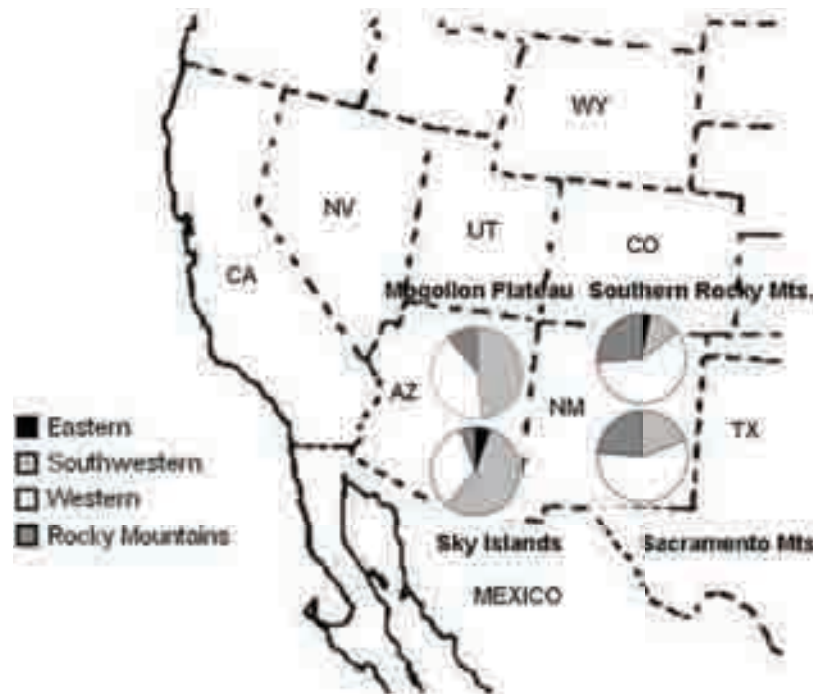 WY
NV
UT
CO
CA
Mogollon Plateau
Southern Rocky Mts.
AZ
NM
TX
Eastern
Southwestern
Western
Rocky Mountains
Sky Islands
Sacramento Mts
MEXICO